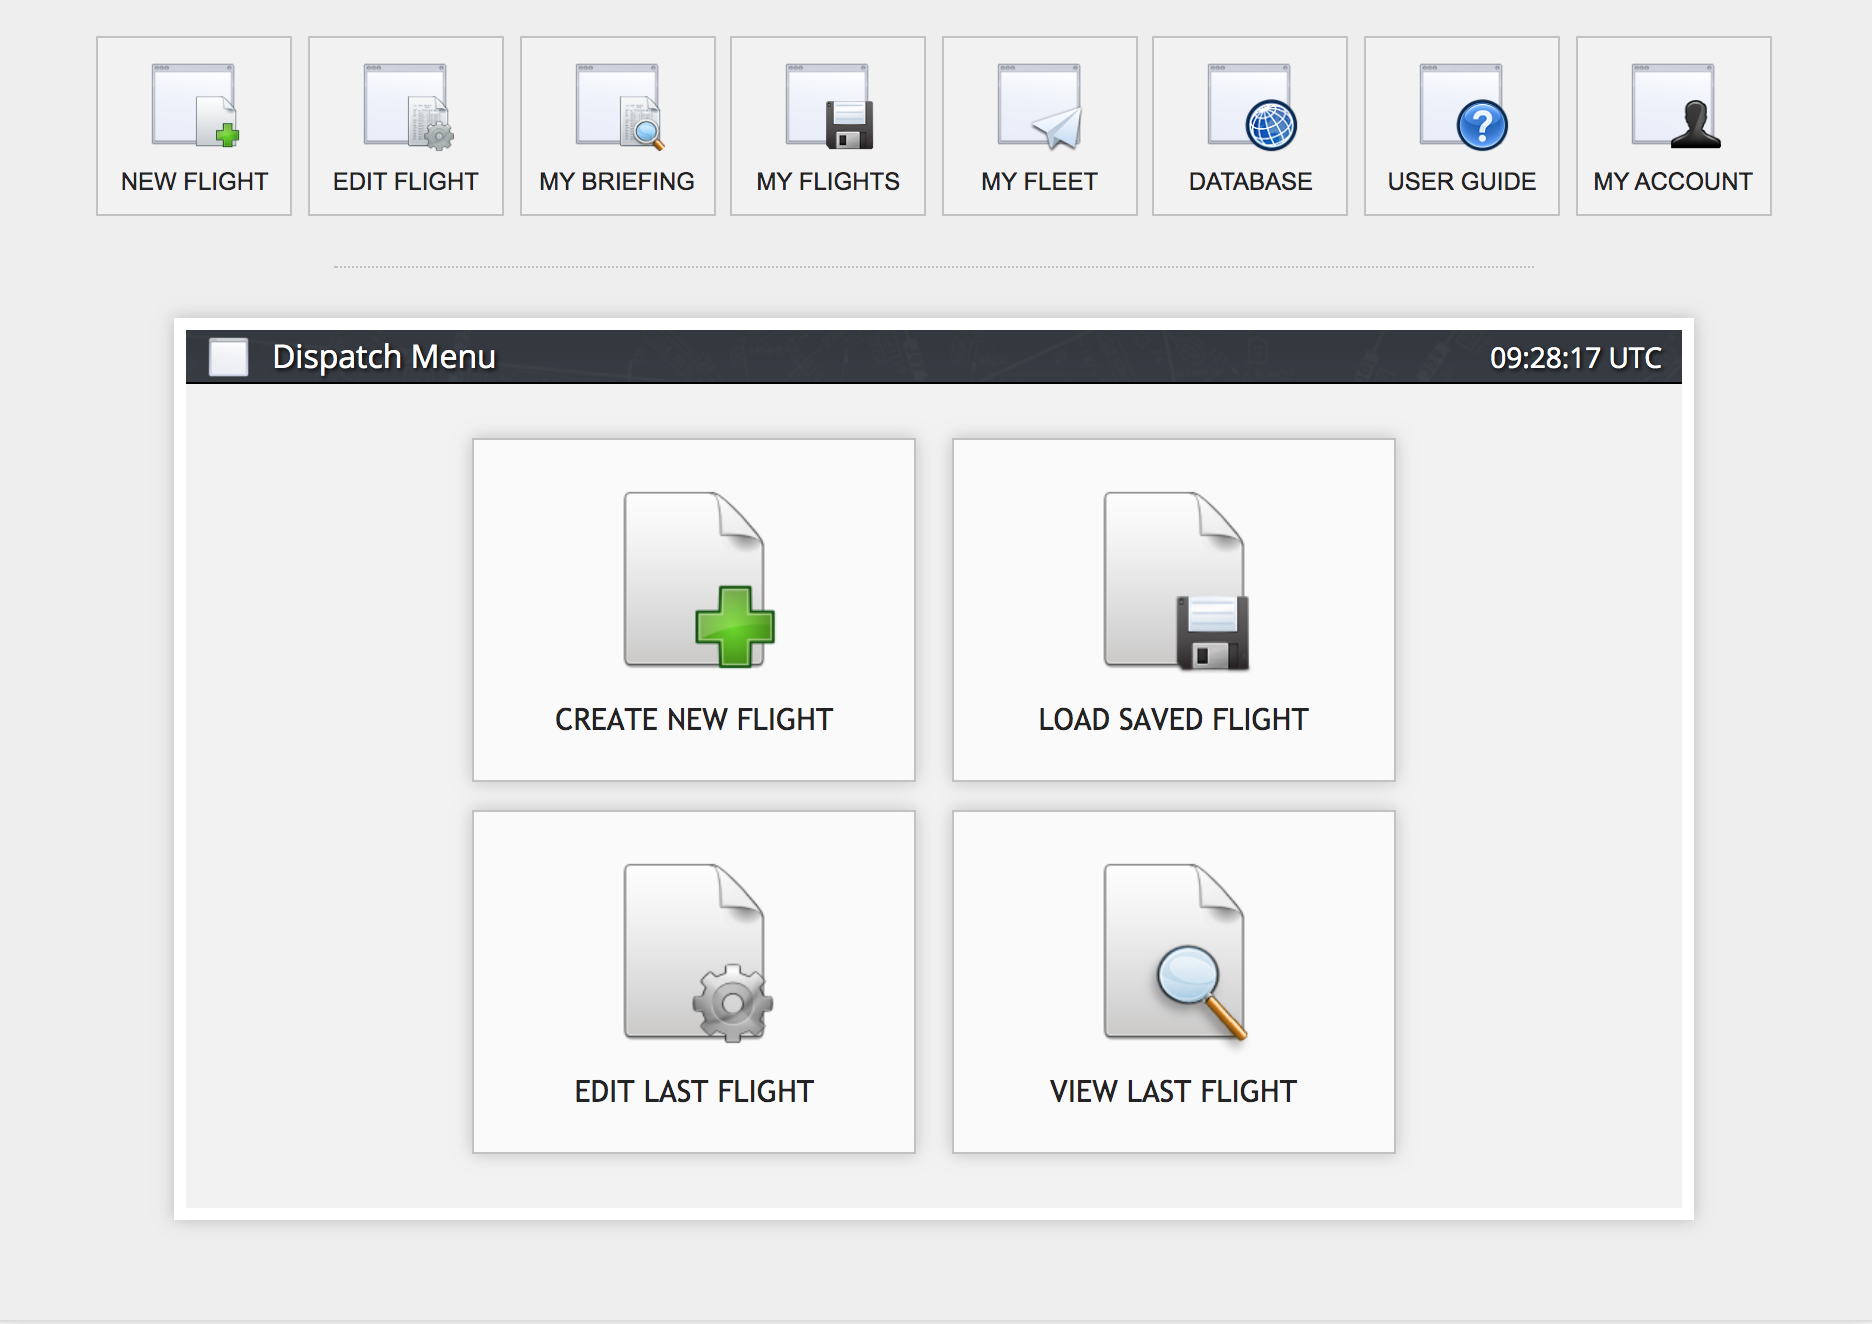 NEW FLIGHT
EDIT FLIGHT
MY BRIEFING
MY FLIGHTS
MY FLEET
DATABASE
USER GUIDE
MY ACCOUNT
Dispatch Menu
09:28:17 UTC
CREATE NEW FLIGHT
LOAD SAVED FLIGHT
EDIT LAST FLIGHT
VIEW LAST FLIGHT